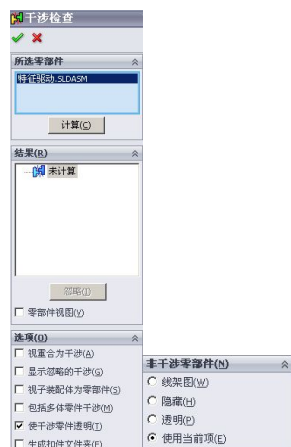 干涉检查
所选零部件
特征驱动.SLDASM
计算(C)
结果(R)
未计算
忽略(I)
零部件视图(V)
选项(O)
视重合为干涉(A)
显示忽略的干涉(G)
视子装配体为零部件(S)
包括多体零件干涉(M)
使干涉零件透明(T)
生成扣件文件夹(F)
非干涉零部件(N)
线架图(W)
隐藏(H)
透明(P)
使用当前项(E)